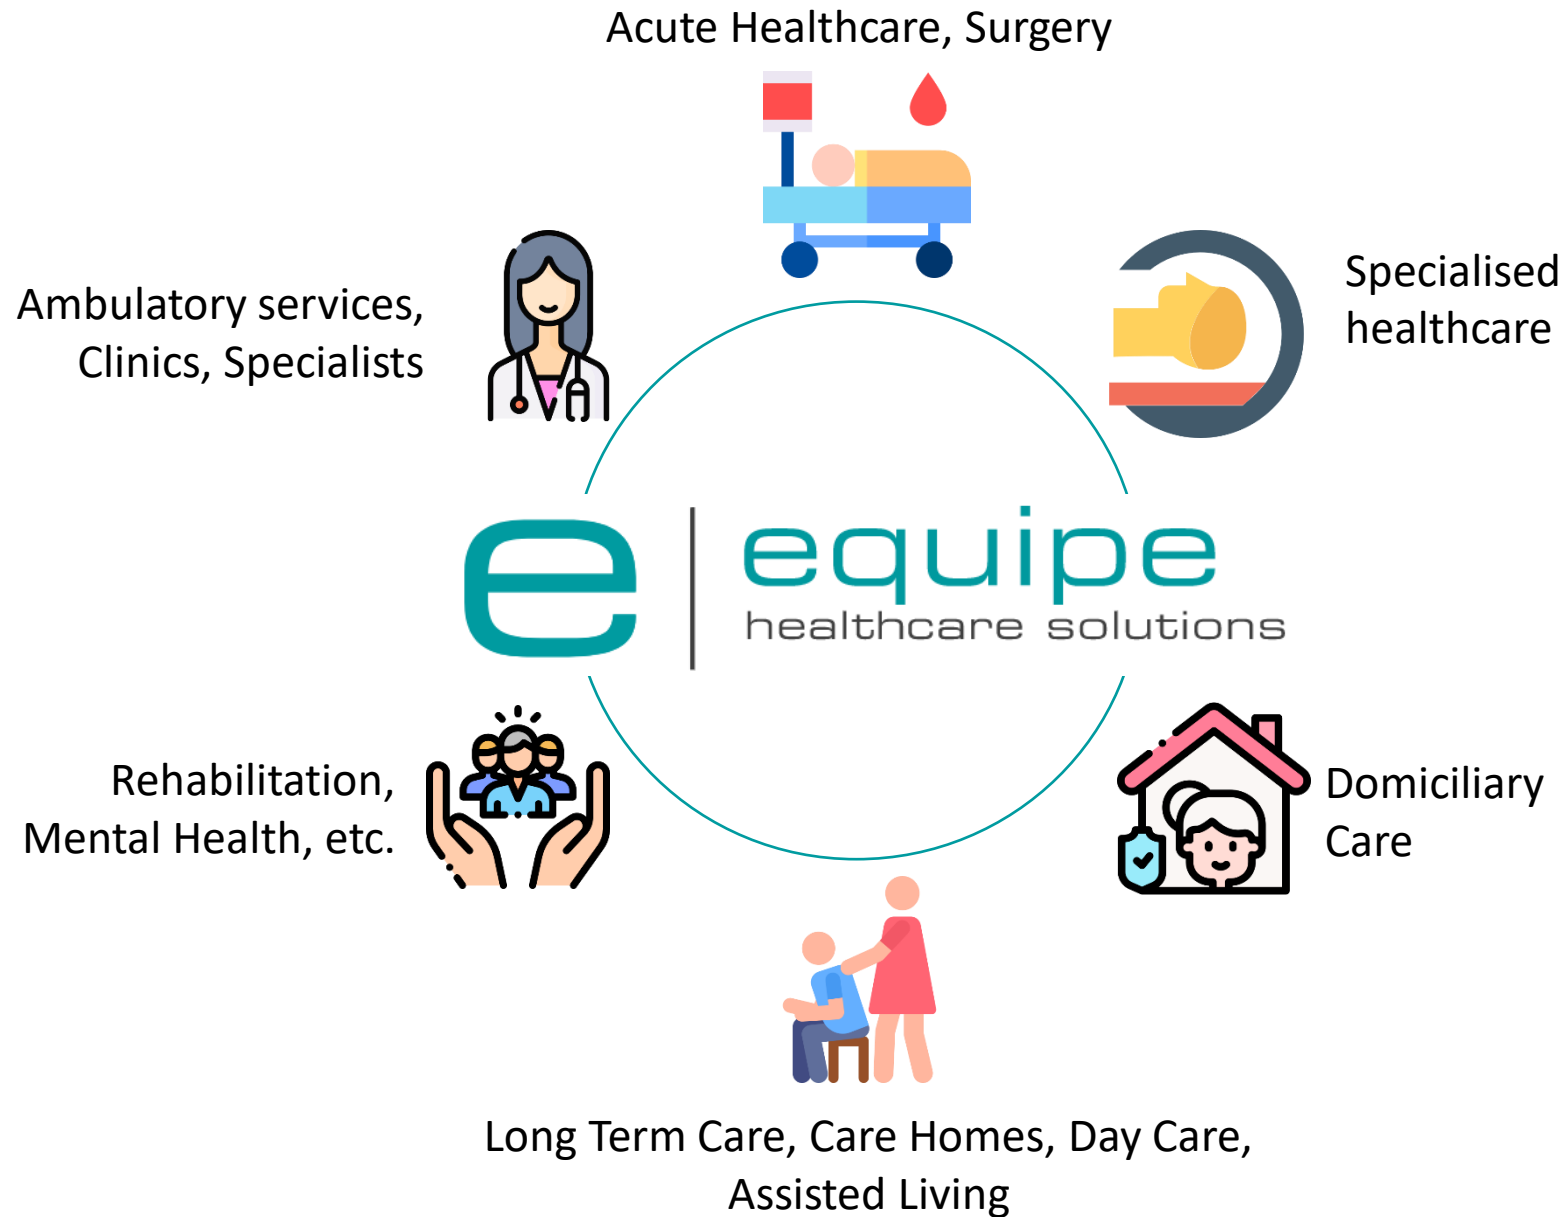 Acute Healthcare, Surgery
Ambulatory services,
Clinics, Specialists
Specialised
healthcare
e
equipe
healthcare solutions
Rehabilitation,
Mental Health, etc.
Domiciliary
Care
Long Term Care, Care Homes, Day Care,
Assisted Living